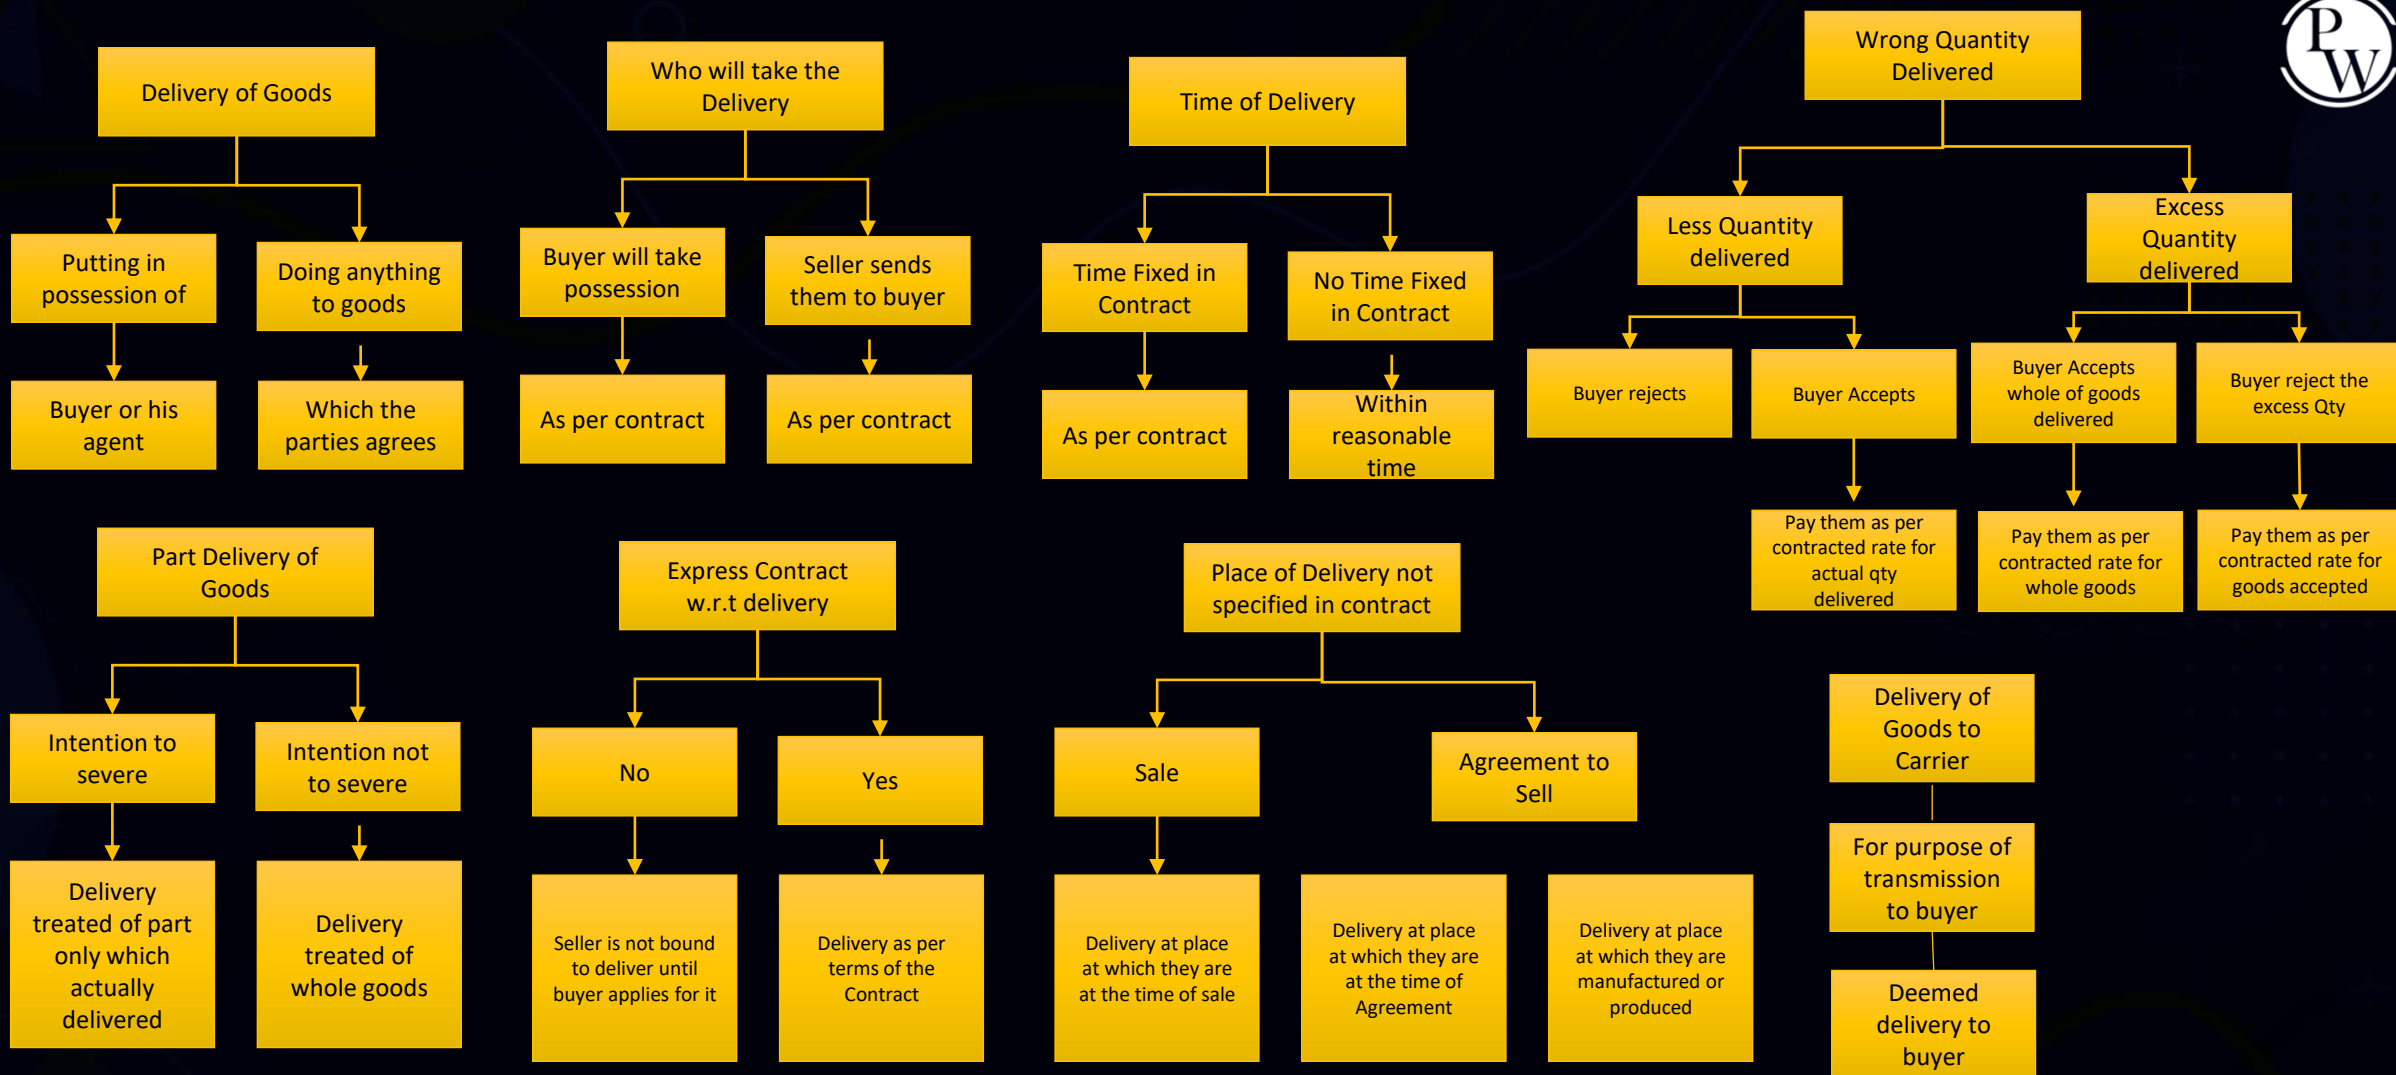 Delivery of Goods
Putting in
possession of
Buyer or his
agent
Doing anything
to goods
Which the
parties agrees
Who will take the
Delivery
Buyer will take
possession
As per contract
Seller sends
them to buyer
As per contract
Time of Delivery
Time Fixed in
Contract
As per contract
No Time Fixed
in Contract
Within
reasonable
time
Wrong Quantity
Delivered
Less Quantity
delivered
Buyer rejects
Buyer Accepts
Pay them as per
contracted rate for
actual qty
delivered
Excess
Quantity
delivered
Buyer Accepts
whole of goods
delivered
Pay them as per
contracted rate for
whole goods
Buyer reject the
excess Qty
Pay them as per
contracted rate for
goods accepted
PW
Part Delivery of
Goods
Intention to
severe
Delivery
treated of part
only which
actually
delivered
Intention not
to severe
Delivery
treated of
whole goods
Express Contract
w.r.t delivery
No
Seller is not bound
to deliver until
buyer applies for it
Yes
Delivery as per
terms of the
Contract
Place of Delivery not
specified in contract
Sale
Delivery at place
at which they are
at the time of sale
Agreement to
Sell
Delivery at place
at which they are
at the time of
Agreement
Delivery at place
at which they are
manufactured or
produced
Delivery of
Goods to
Carrier
For purpose of
transmission
to buyer
Deemed
delivery to
buyer